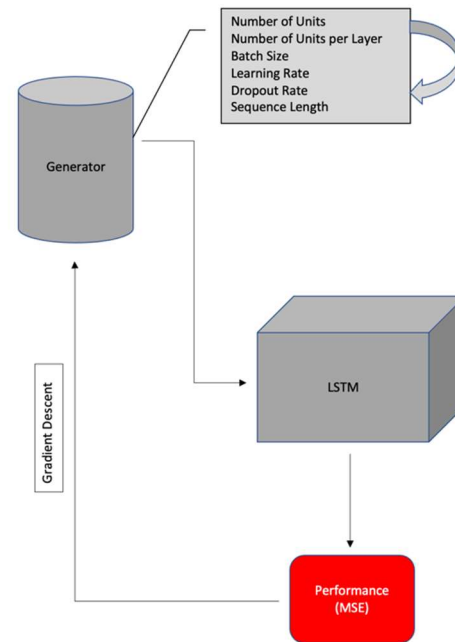 Number of Units
Number of Units per Layer
Batch Size
Learning Rate
Dropout Rate
Sequence Length
Generator
LSTM
Gradient Descent
Performance
(MSE)